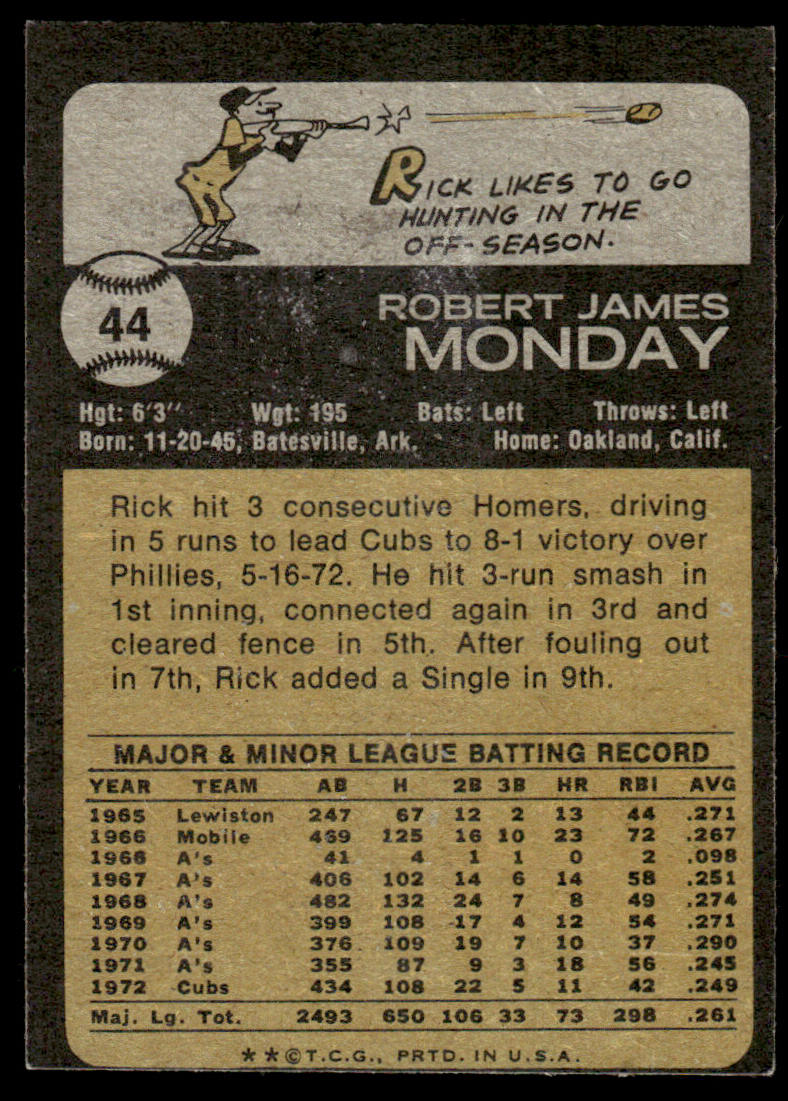 RICK LIKES TO GO
HUNTING IN THE
OFF-SEASON.
44
ROBERT JAMES
MONDAY
Hgt: 6'3" Wgt: 195 Bats: Left Throws: Left
Born: 11-20-45, Batesville, Ark. Home: Oakland, Calif.
Rick hit 3 consecutive Homers, driving
in 5 runs to lead Cubs to 8-1 victory over
Phillies, 5-16-72. He hit 3-run smash in
1st inning, connected again in 3rd and
cleared fence in 5th. After fouling out
in 7th, Rick added a Single in 9th.
MAJOR & MINOR LEAGUE BATTING RECORD
YEAR TEAM AB H 2B 3B HR RBI AVG
1965 Lewiston 247 67 12 2 13 44 .271
1966 Mobile 469 125 16 10 23 72 .267
1966 A's 41 4 1 1 0 2 .098
1967 A's 406 102 14 6 14 58 .251
1968 A's 482 132 24 7 8 49 .274
1969 A's 399 108 17 4 12 54 .271
1970 A's 376 109 19 7 10 37 .290
1971 A's 355 87 9 3 18 56 .245
1972 Cubs 434 108 22 5 11 42 .249
Maj. Lg. Tot. 2493 650 106 33 73 298 .261
**©T.C.G., PRTD. IN U.S.A.